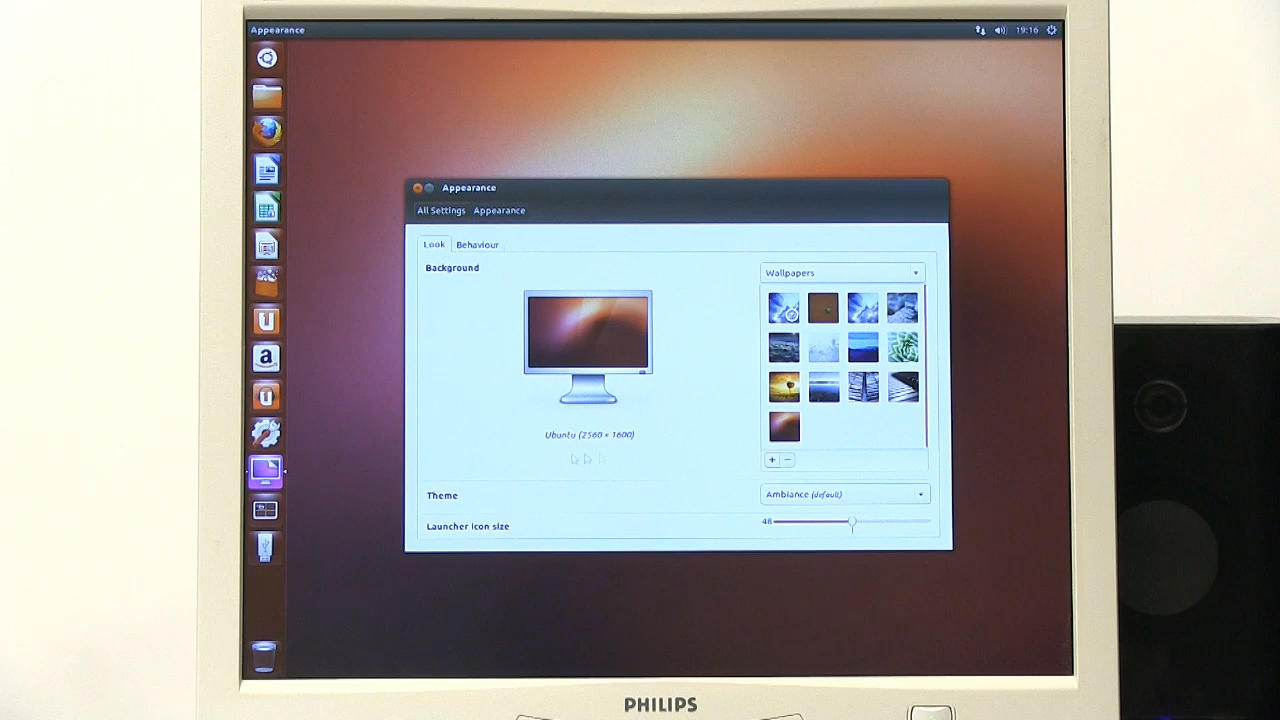 Appearance
19:16
Appearance
All Settings Appearance
Look Behaviour
Background
Wallpapers
Ubuntu (2560 × 1600)
Theme
Ambiance (default)
Launcher icon size
48
PHILIPS